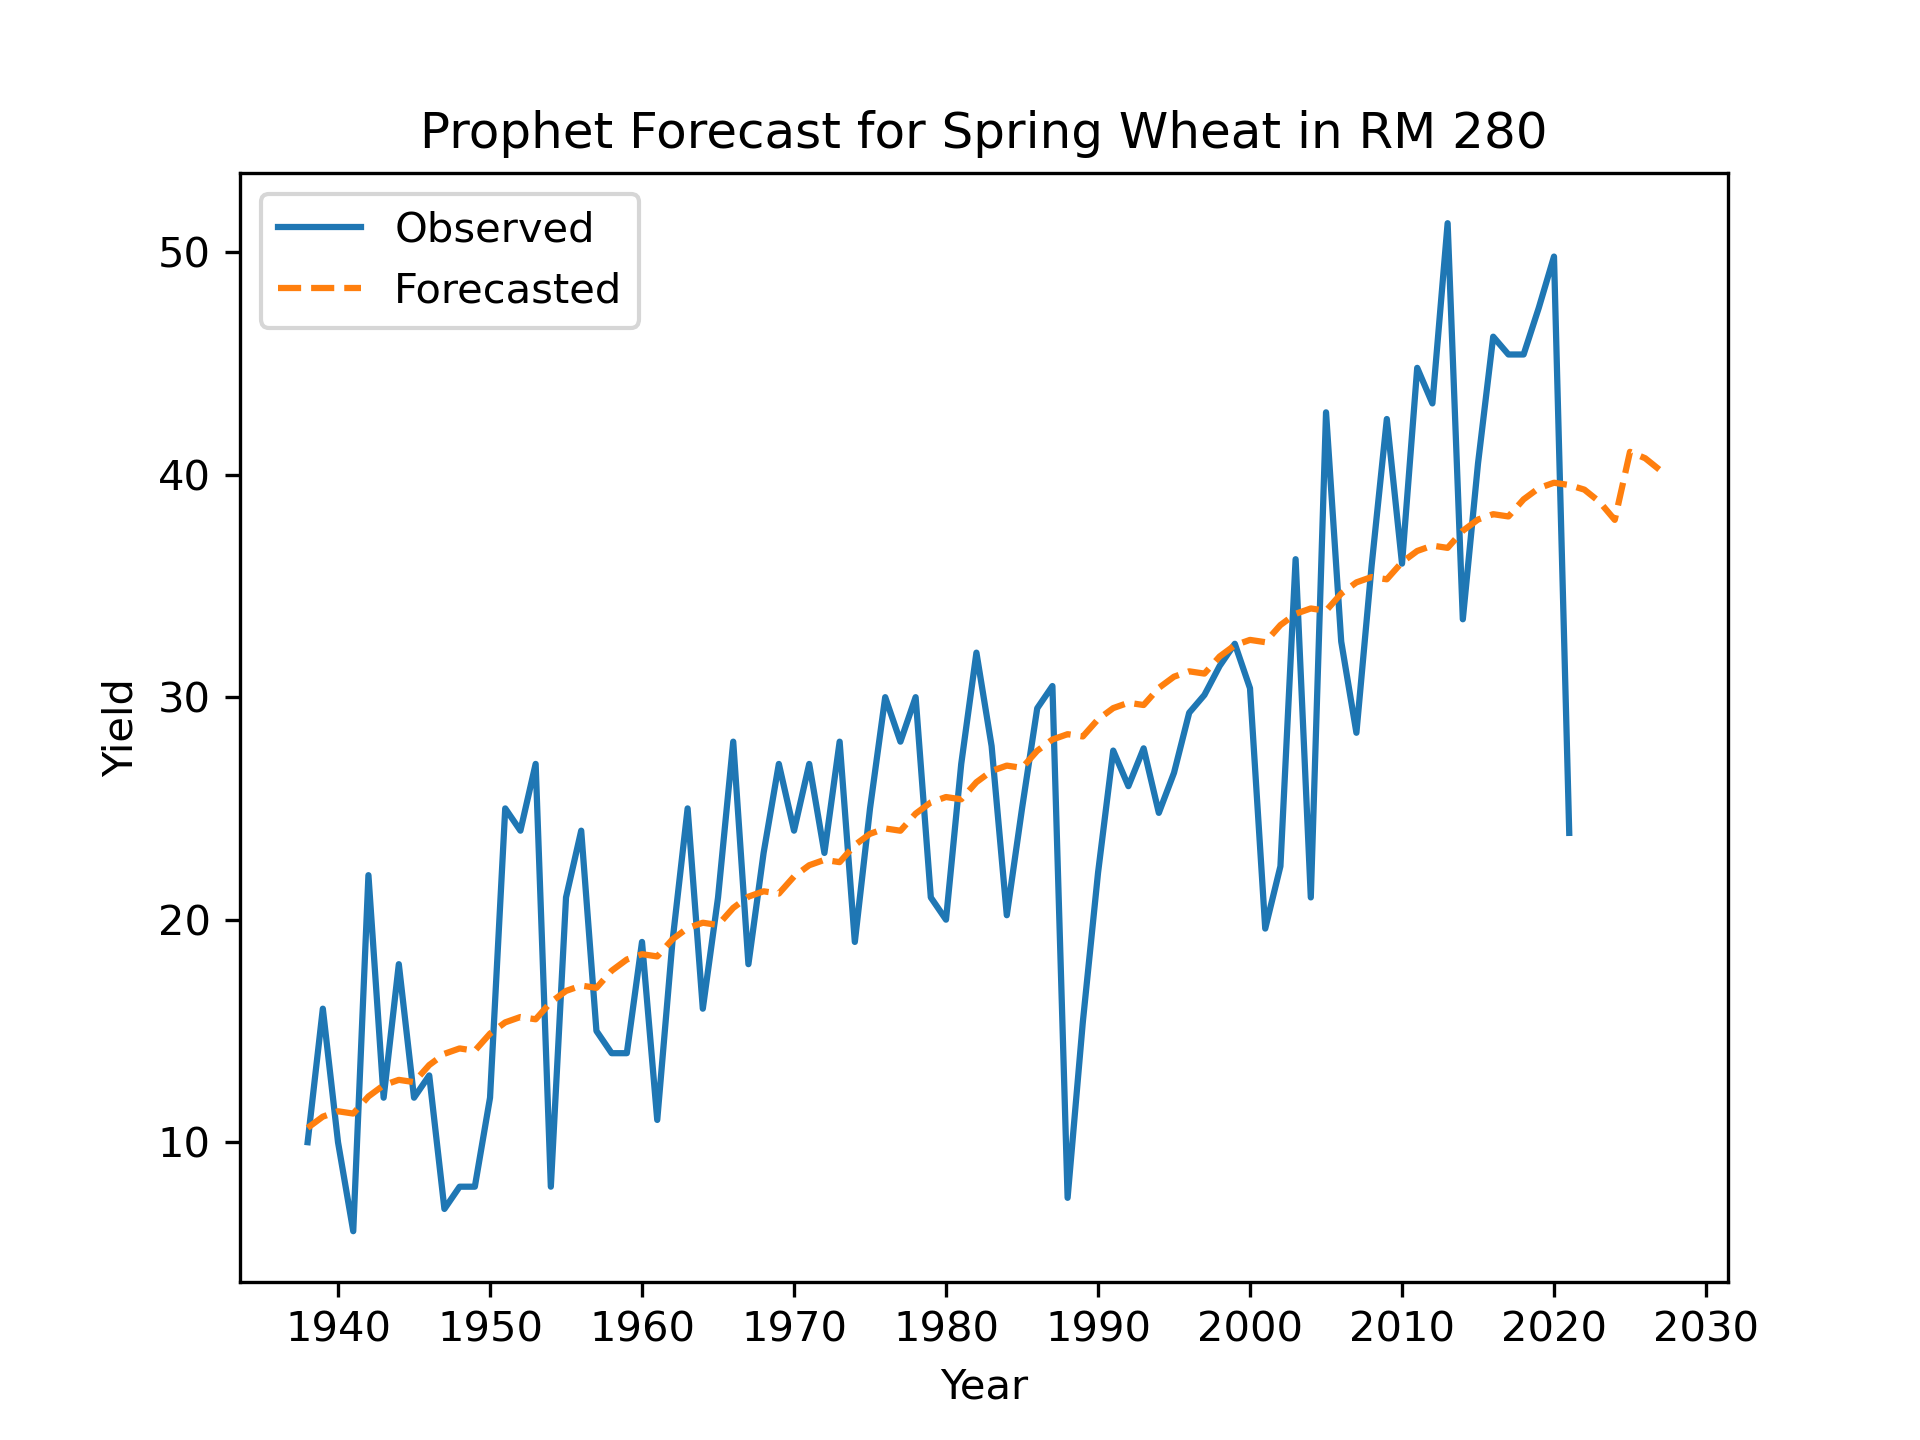 Prophet Forecast for Spring Wheat in RM 280
Observed
Forecasted
50
40
30
20
10
Yield
1940 1950 1960 1970 1980 1990 2000 2010 2020 2030
Year